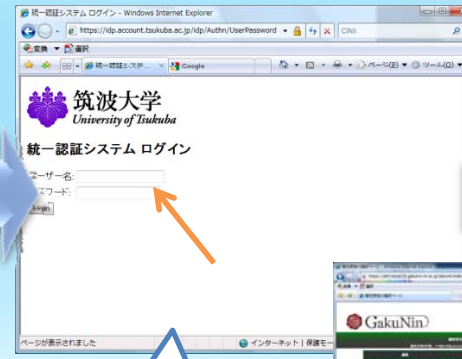 統一認証システム ログイン - Windows Internet Explorer
https://idp.account.tsukuba.ac.jp/idp/Authn/UserPassword
CiNii
変換 ▼ 選択
統一認証システ...
Google
ページ(P) ▼ ツール(O) ▼
筑波大学
University of Tsukuba
統一認証システム ログイン
ユーザー名:
パスワード:
Login
ページが表示されました
インターネット | 保護モー
GakuNin